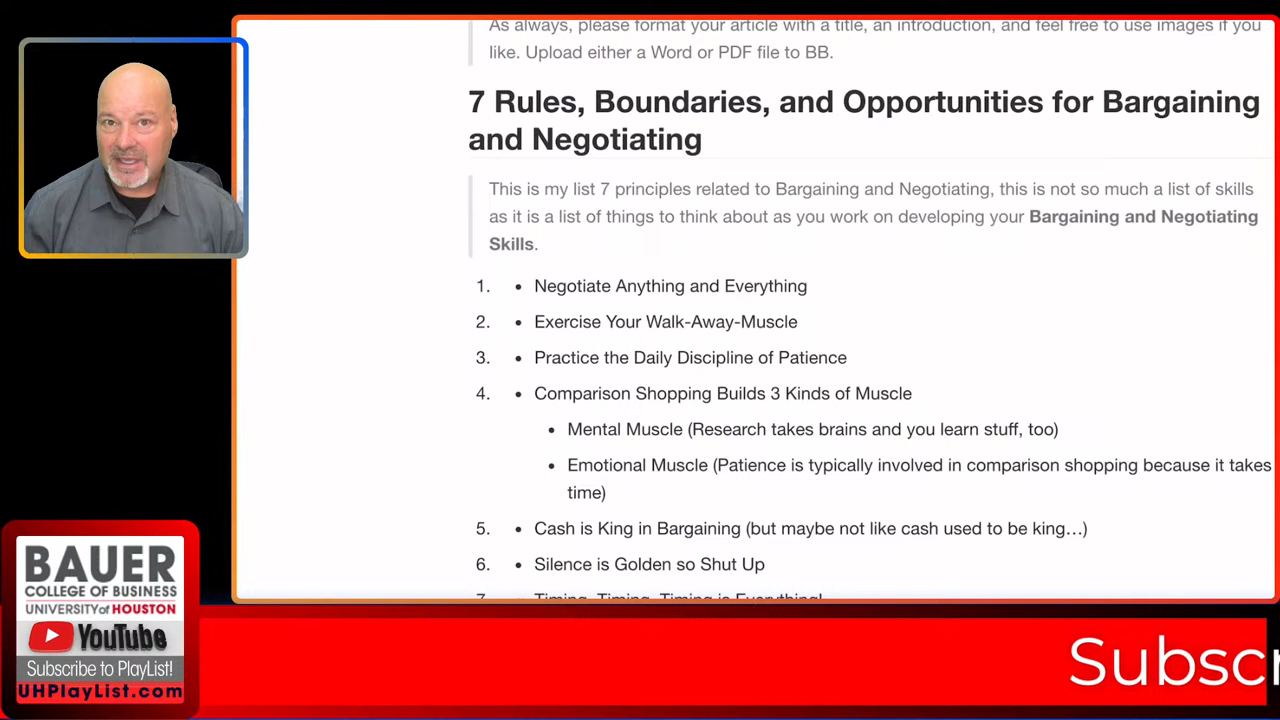 As always, please format your article with a title, an introduction, and feel free to use images if you
like. Upload either a Word or PDF file to BB.
7 Rules, Boundaries, and Opportunities for Bargaining
and Negotiating
This is my list 7 principles related to Bargaining and Negotiating, this is not so much a list of skills
as it is a list of things to think about as you work on developing your Bargaining and Negotiating
Skills.
1. • Negotiate Anything and Everything
2. • Exercise Your Walk-Away-Muscle
3. • Practice the Daily Discipline of Patience
4. • Comparison Shopping Builds 3 Kinds of Muscle
• Mental Muscle (Research takes brains and you learn stuff, too)
• Emotional Muscle (Patience is typically involved in comparison shopping because it takes
time)
5. • Cash is King in Bargaining (but maybe not like cash used to be king…)
6. • Silence is Golden so Shut Up
7. • Timing, Timing, Timing is Everything!
BAUER
COLLEGE OF BUSINESS
UNIVERSITY of HOUSTON
YouTube
Subscribe to PlayList!
UHPlayList.com
Subscr